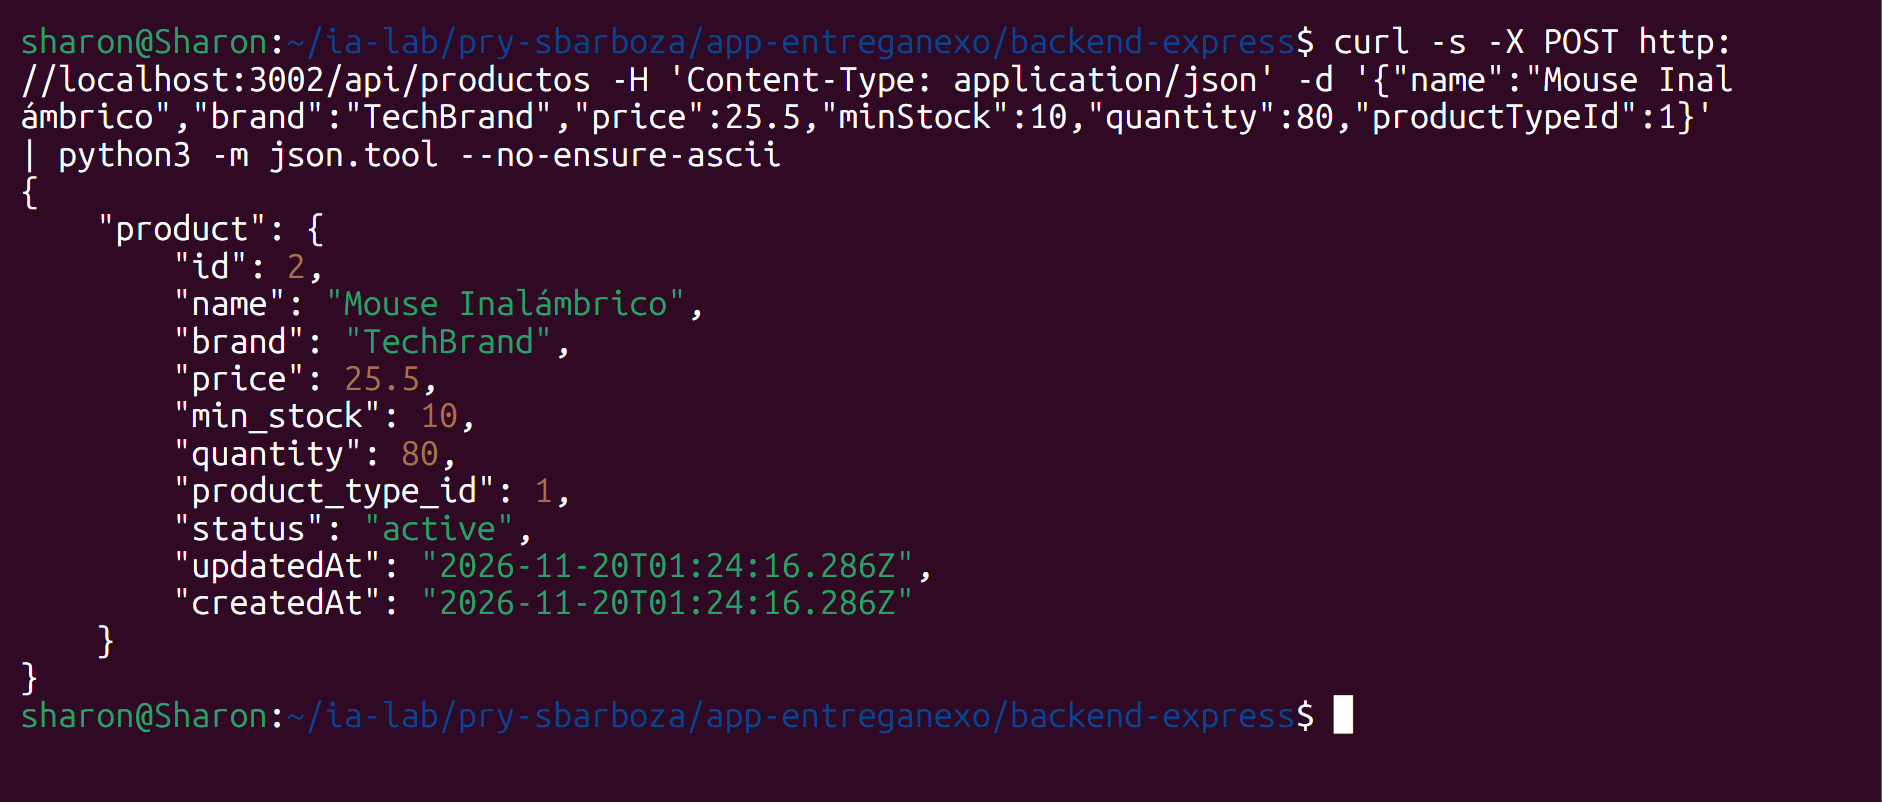 sharon@Sharon:~/ia-lab/pry-sbarboza/app-entreganexo/backend-express$ curl -s -X POST http:
//localhost:3002/api/productos -H 'Content-Type: application/json' -d '{"name":"Mouse Inal
ámbrico","brand":"TechBrand","price":25.5,"minStock":10,"quantity":80,"productTypeId":1}'
| python3 -m json.tool --no-ensure-ascii
{
    "product": {
        "id": 2,
        "name": "Mouse Inalámbrico",
        "brand": "TechBrand",
        "price": 25.5,
        "min_stock": 10,
        "quantity": 80,
        "product_type_id": 1,
        "status": "active",
        "updatedAt": "2026-11-20T01:24:16.286Z",
        "createdAt": "2026-11-20T01:24:16.286Z"
    }
}
sharon@Sharon:~/ia-lab/pry-sbarboza/app-entreganexo/backend-express$